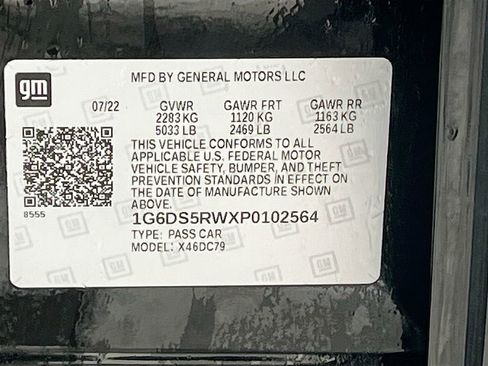 MFD BY GENERAL MOTORS LLC
gm
07/22 GVWR GAWR FRT GAWR RR
2283 KG 1120 KG 1163 KG
5033 LB 2469 LB 2564 LB
THIS VEHICLE CONFORMS TO ALL
APPLICABLE U.S. FEDERAL MOTOR
VEHICLE SAFETY, BUMPER, AND THEFT
PREVENTION STANDARDS IN EFFECT ON
THE DATE OF MANUFACTURE SHOWN
ABOVE.
8555
1G6DS5RWXP0102564
TYPE: PASS CAR
MODEL: X46DC79